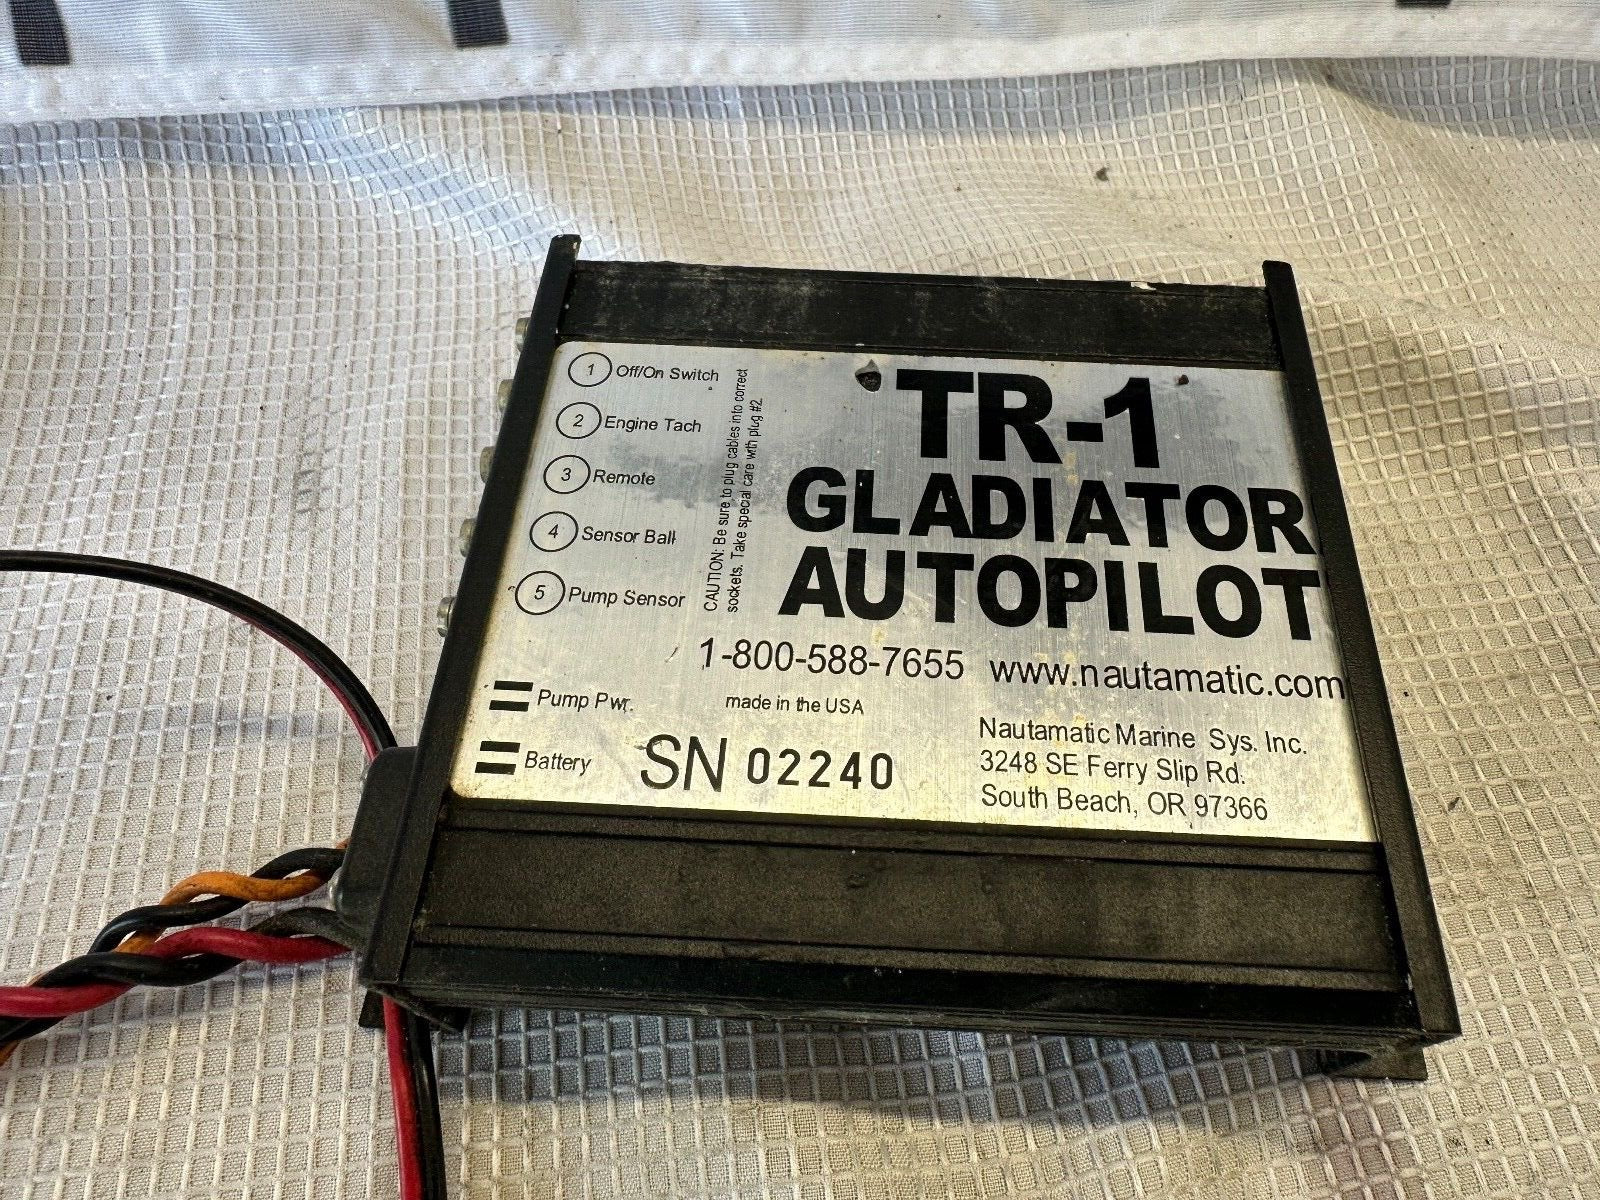 1 Off/On Switch
2 Engine Tach
3 Remote
4 Sensor Ball
5 Pump Sensor
CAUTION: Be sure to plug cables into correct
sockets. Take special care with plug #2.
TR-1
GLADIATOR
AUTOPILOT
1-800-588-7655 www.nautamatic.com
Pump Pwr.
made in the USA
Battery
SN 02240
Nautamatic Marine Sys. Inc.
3248 SE Ferry Slip Rd.
South Beach, OR 97366